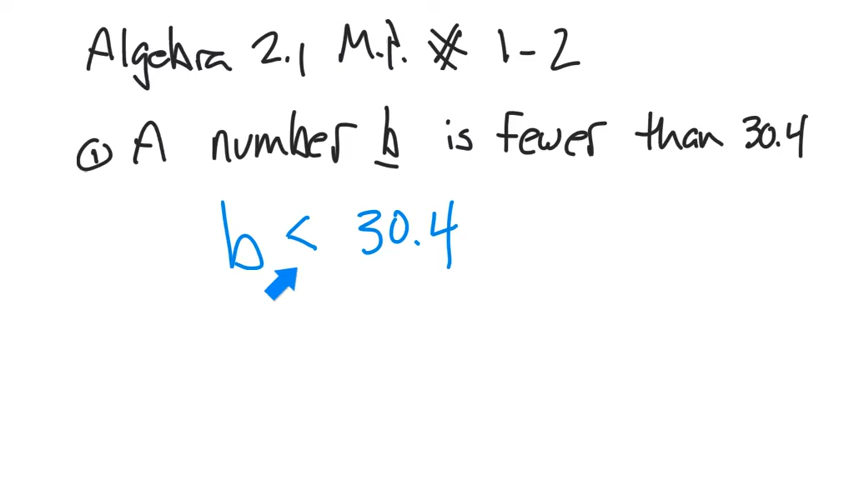 Algebra 2.1 M.P. # 1-2
① A number b is fewer than 30.4
b < 30.4